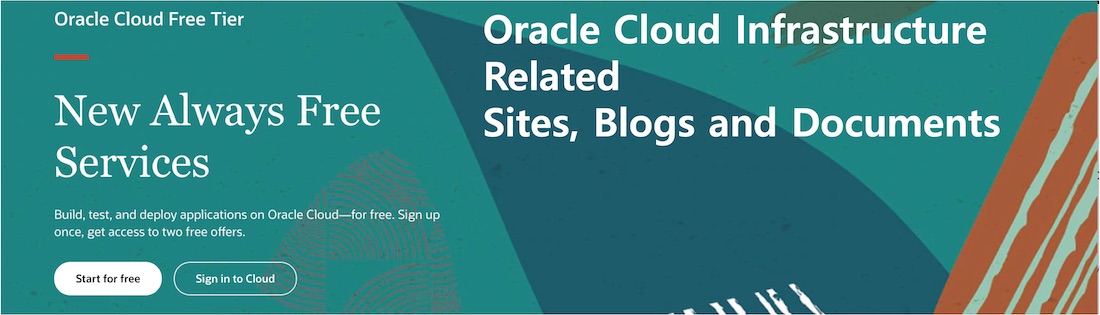 Oracle Cloud Free Tier
New Always Free
Services
Build, test, and deploy applications on Oracle Cloud—for free. Sign up
once, get access to two free offers.
Start for free
Sign in to Cloud
Oracle Cloud Infrastructure
Related
Sites, Blogs and Documents